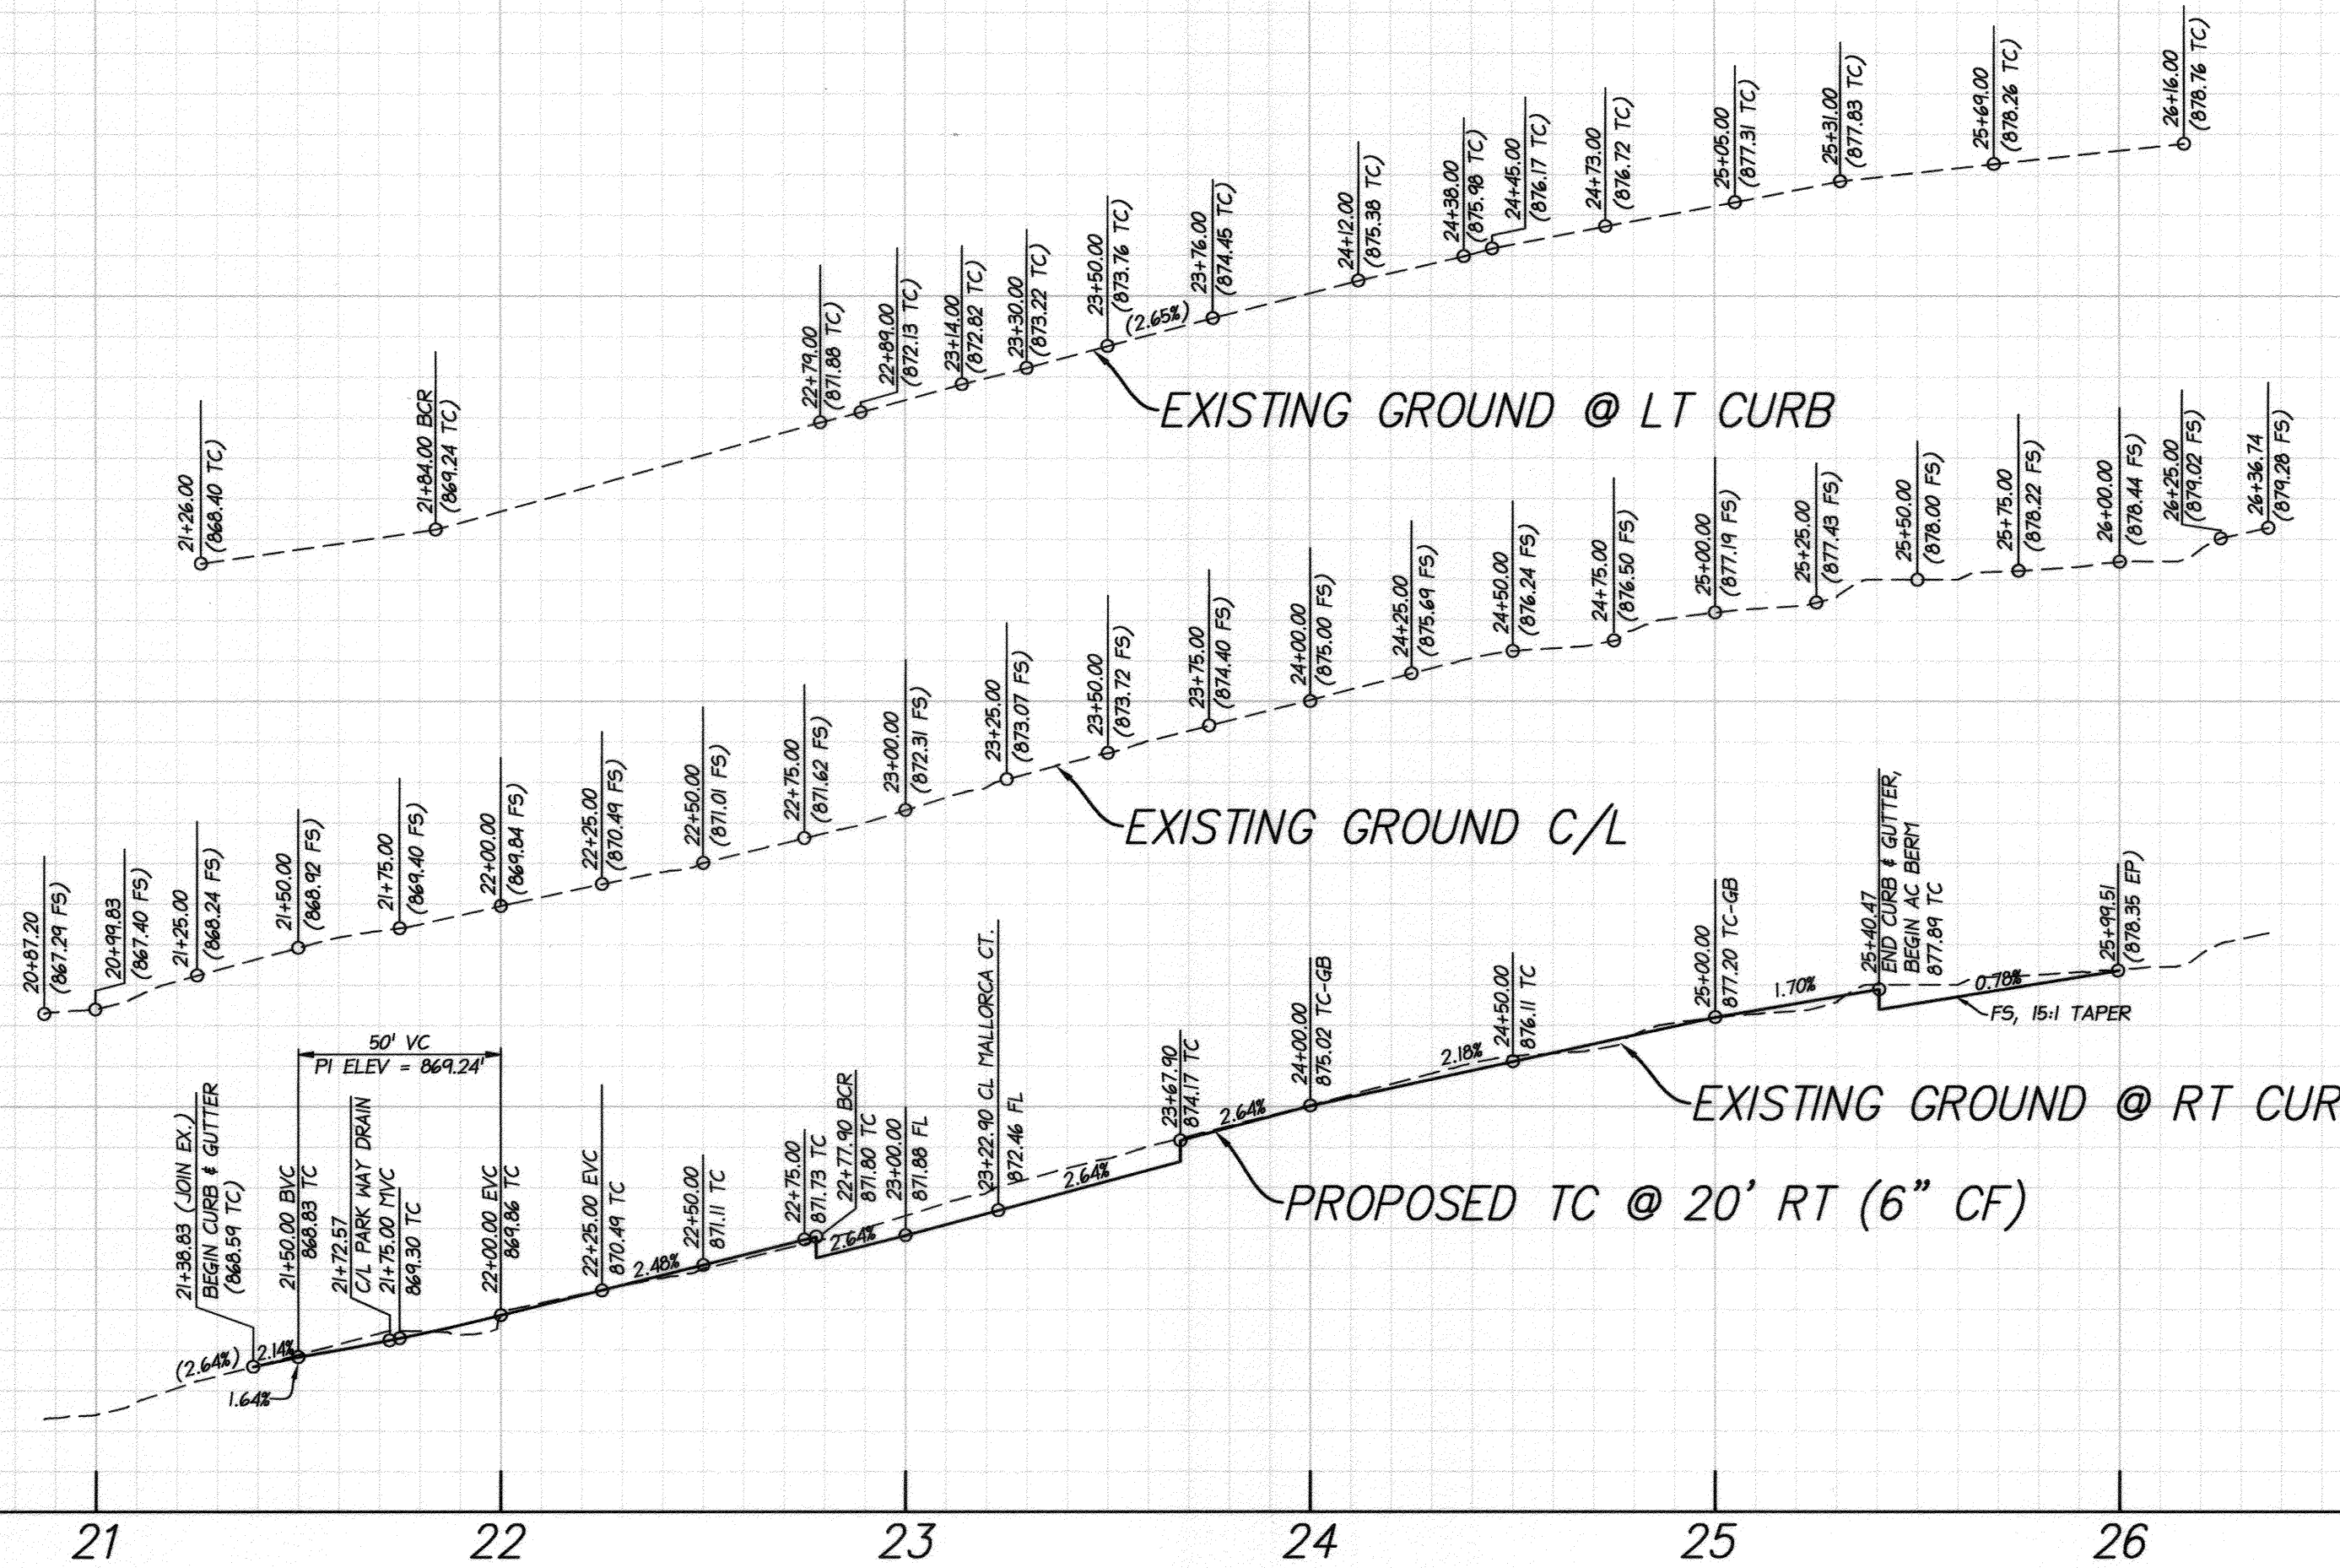 21+26.00
(868.40 TC)
21+84.00 BCR
(869.24 TC)
22+79.00
(871.88 TC)
22+89.00
(872.13 TC)
23+14.00
(872.82 TC)
23+30.00
(873.22 TC)
23+50.00
(873.76 TC)
(2.65%)
23+76.00
(874.45 TC)
24+12.00
(875.38 TC)
24+38.00
(875.98 TC)
24+45.00
(876.17 TC)
24+73.00
(876.72 TC)
25+05.00
(877.31 TC)
25+31.00
(877.83 TC)
25+69.00
(878.26 TC)
26+16.00
(878.76 TC)
EXISTING GROUND @ LT CURB
20+87.20
(867.29 FS)
20+99.83
(867.40 FS)
21+25.00
(868.24 FS)
21+50.00
(868.92 FS)
21+75.00
(869.40 FS)
22+00.00
(869.84 FS)
22+25.00
(870.49 FS)
22+50.00
(871.01 FS)
22+75.00
(871.62 FS)
23+00.00
(872.31 FS)
23+25.00
(873.07 FS)
23+50.00
(873.72 FS)
23+75.00
(874.40 FS)
24+00.00
(875.00 FS)
24+25.00
(875.69 FS)
24+50.00
(876.24 FS)
24+75.00
(876.50 FS)
25+00.00
(877.19 FS)
25+25.00
(877.43 FS)
25+50.00
(878.00 FS)
25+75.00
(878.22 FS)
26+00.00
(878.44 FS)
26+25.00
(879.02 FS)
26+36.74
(879.28 FS)
EXISTING GROUND C/L
50' VC
PI ELEV = 869.24'
21+38.83 (JOIN EX.)
BEGIN CURB & GUTTER
(868.59 TC)
21+50.00 BVC
868.83 TC
21+72.57
C/L PARK WAY DRAIN
21+75.00 MVC
869.30 TC
22+00.00 EVC
869.86 TC
22+25.00 EVC
870.49 TC
22+50.00
871.11 TC
22+75.00
871.73 TC
22+77.90 BCR
871.80 TC
23+00.00
871.88 FL
23+22.90 CL MALLORCA CT.
872.46 FL
23+67.90
874.17 TC
24+00.00
875.02 TC-GB
24+50.00
876.11 TC
25+00.00
877.20 TC-GB
25+40.47
END CURB & GUTTER,
BEGIN AC BERM
877.89 TC
25+99.51
(878.35 EP)
(2.64%)
2.14%
1.64%
2.48%
2.64%
2.64%
2.64%
2.18%
1.70%
0.78%
FS, 15:1 TAPER
EXISTING GROUND @ RT CUR
PROPOSED TC @ 20' RT (6" CF)
21 22 23 24 25 26